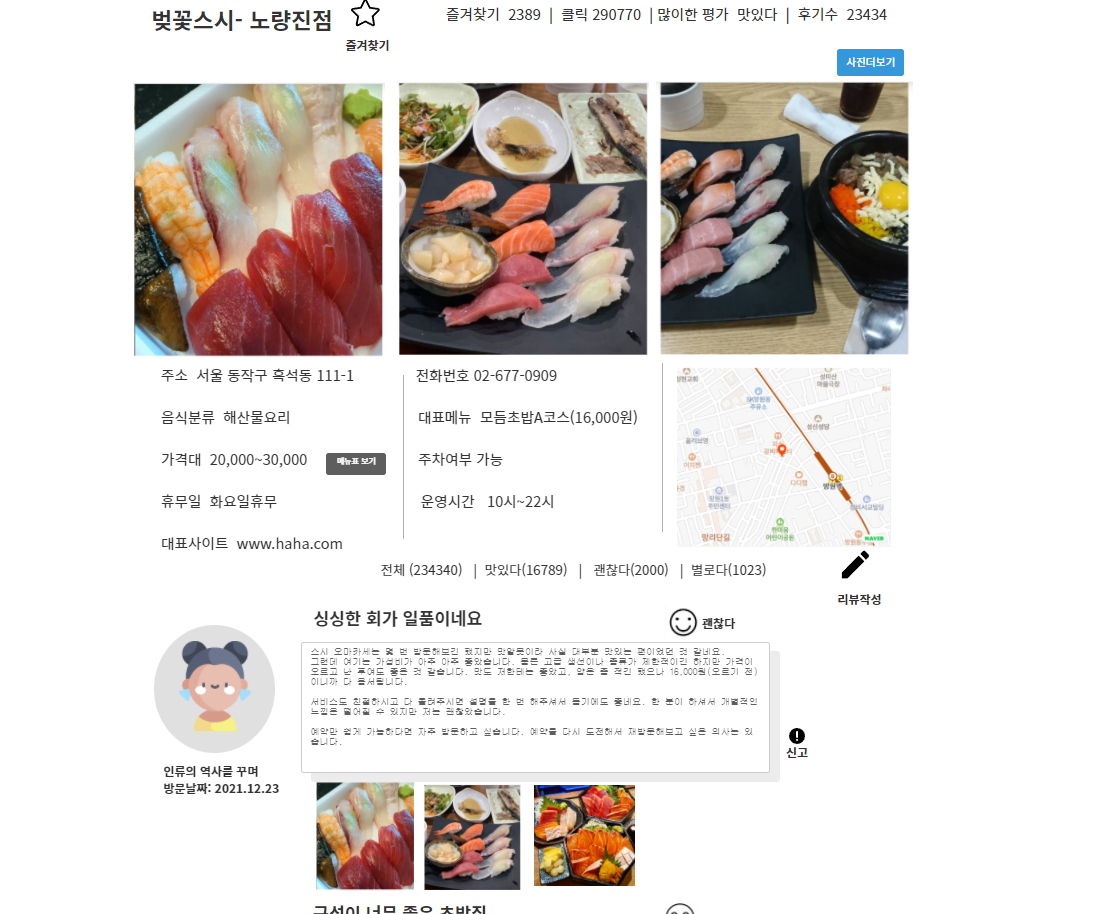 벚꽃스시- 노량진점
즐겨찾기
즐겨찾기 2389 | 클릭 290770 | 많이한 평가 맛있다 | 후기수 23434
사진더보기
주소 서울 동작구 흑석동 111-1
음식분류 해산물요리
가격대 20,000~30,000 메뉴표 보기
휴무일 화요일휴무
대표사이트 www.haha.com
전화번호 02-677-0909
대표메뉴 모듬초밥A코스(16,000원)
주차여부 가능
운영시간 10시~22시
망리단길
NAVER
전체 (234340) | 맛있다(16789) | 괜찮다(2000) | 별로다(1023)
리뷰작성
싱싱한 회가 일품이네요
괜찮다
스시 오마카세는 몇 번 방문해보긴 했지만 맛알못이라 사실 대부분 맛있는 편이었던 것 같네요.
그런데 여기는 가성비가 아주 아주 좋았습니다. 물론 고급 생선이나 종류가 제한적이긴 하지만 가격이
오르고 난 후여도 좋은 것 같습니다. 맛도 저한테는 좋았고, 양은 좀 적긴 했으나 16,000원(오르기 전)
이니까 다 용서됩니다.
서비스도 친절하시고 다 올려주시면 설명을 한 번 해주셔서 듣기에도 좋네요. 한 분이 하셔서 개별적인
느낌은 떨어질 수 있지만 저는 괜찮았습니다.
예약만 쉽게 가능하다면 자주 방문하고 싶습니다. 예약를 다시 도전해서 재방문해보고 싶은 의사는 있
습니다.
신고
인류의 역사를 꾸며
방문날짜: 2021.12.23